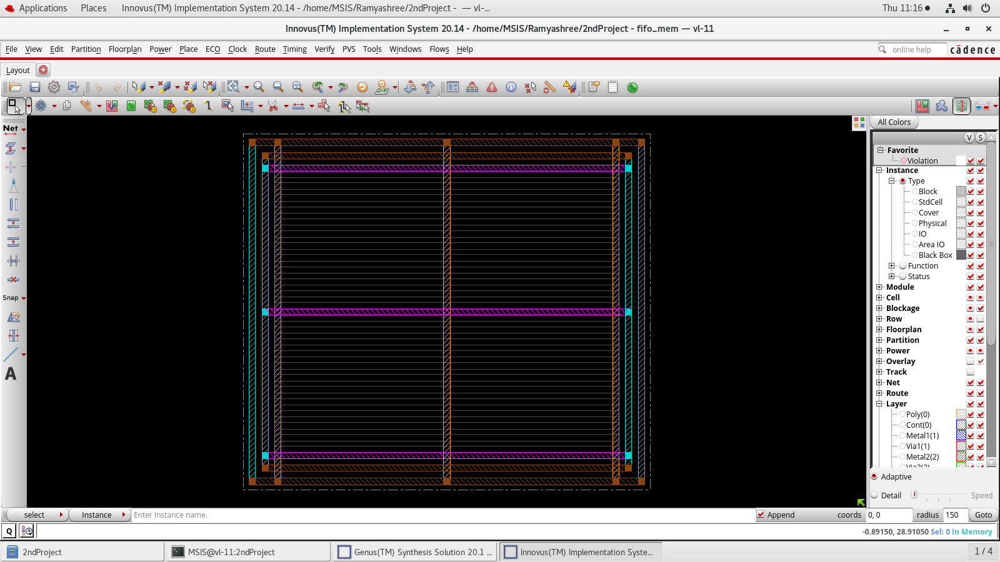 Applications Places Innovus(TM) Implementation System 20.14 - /home/MSIS/Ramyashree/2ndProject - — vl-... Thu 11:16
Innovus(TM) Implementation System 20.14 - /home/MSIS/Ramyashree/2ndProject - fifo_mem — vl-11
File View Edit Partition Floorplan Power Place ECO Clock Route Timing Verify PVS Tools Windows Flows Help online help cādence
Layout
Net
Snap
A
All Colors
V S
Favorite
Violation
Instance
Type
Block
StdCell
Cover
Physical
IO
Area IO
Black Box
Function
Status
Module
Cell
Blockage
Row
Floorplan
Partition
Power
Overlay
Track
Net
Route
Layer
Poly(0)
Cont(0)
Metal1(1)
Via1(1)
Metal2(2)
Via2(2)
Adaptive
Detail Speed
select Instance Enter Instance name. Append coords 0, 0 radius 150 Goto
Q -0.89150, 28.91050 Sel: 0 In Memory
2ndProject MSIS@vl-11:2ndProject Genus(TM) Synthesis Solution 20.1 ... Innovus(TM) Implementation Syste... 1 / 4